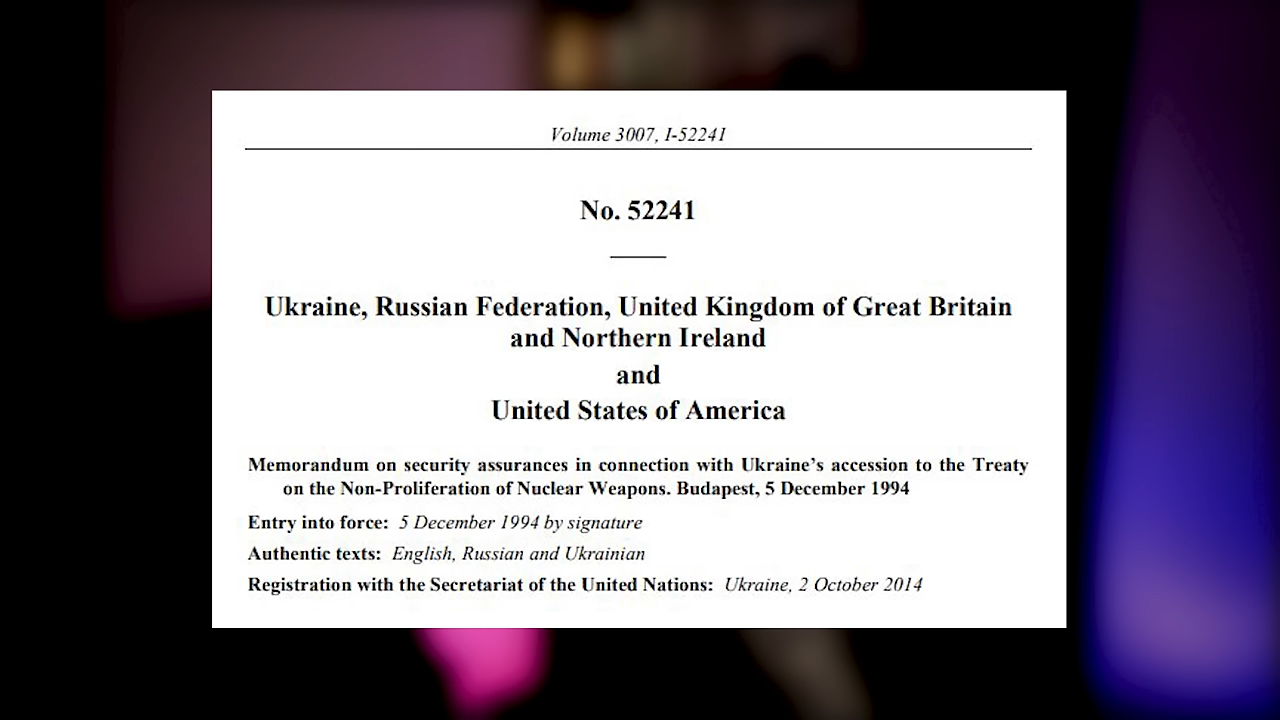 Volume 3007, I-52241
No. 52241
Ukraine, Russian Federation, United Kingdom of Great Britain
and Northern Ireland
and
United States of America
Memorandum on security assurances in connection with Ukraine’s accession to the Treaty
on the Non-Proliferation of Nuclear Weapons. Budapest, 5 December 1994
Entry into force: 5 December 1994 by signature
Authentic texts: English, Russian and Ukrainian
Registration with the Secretariat of the United Nations: Ukraine, 2 October 2014